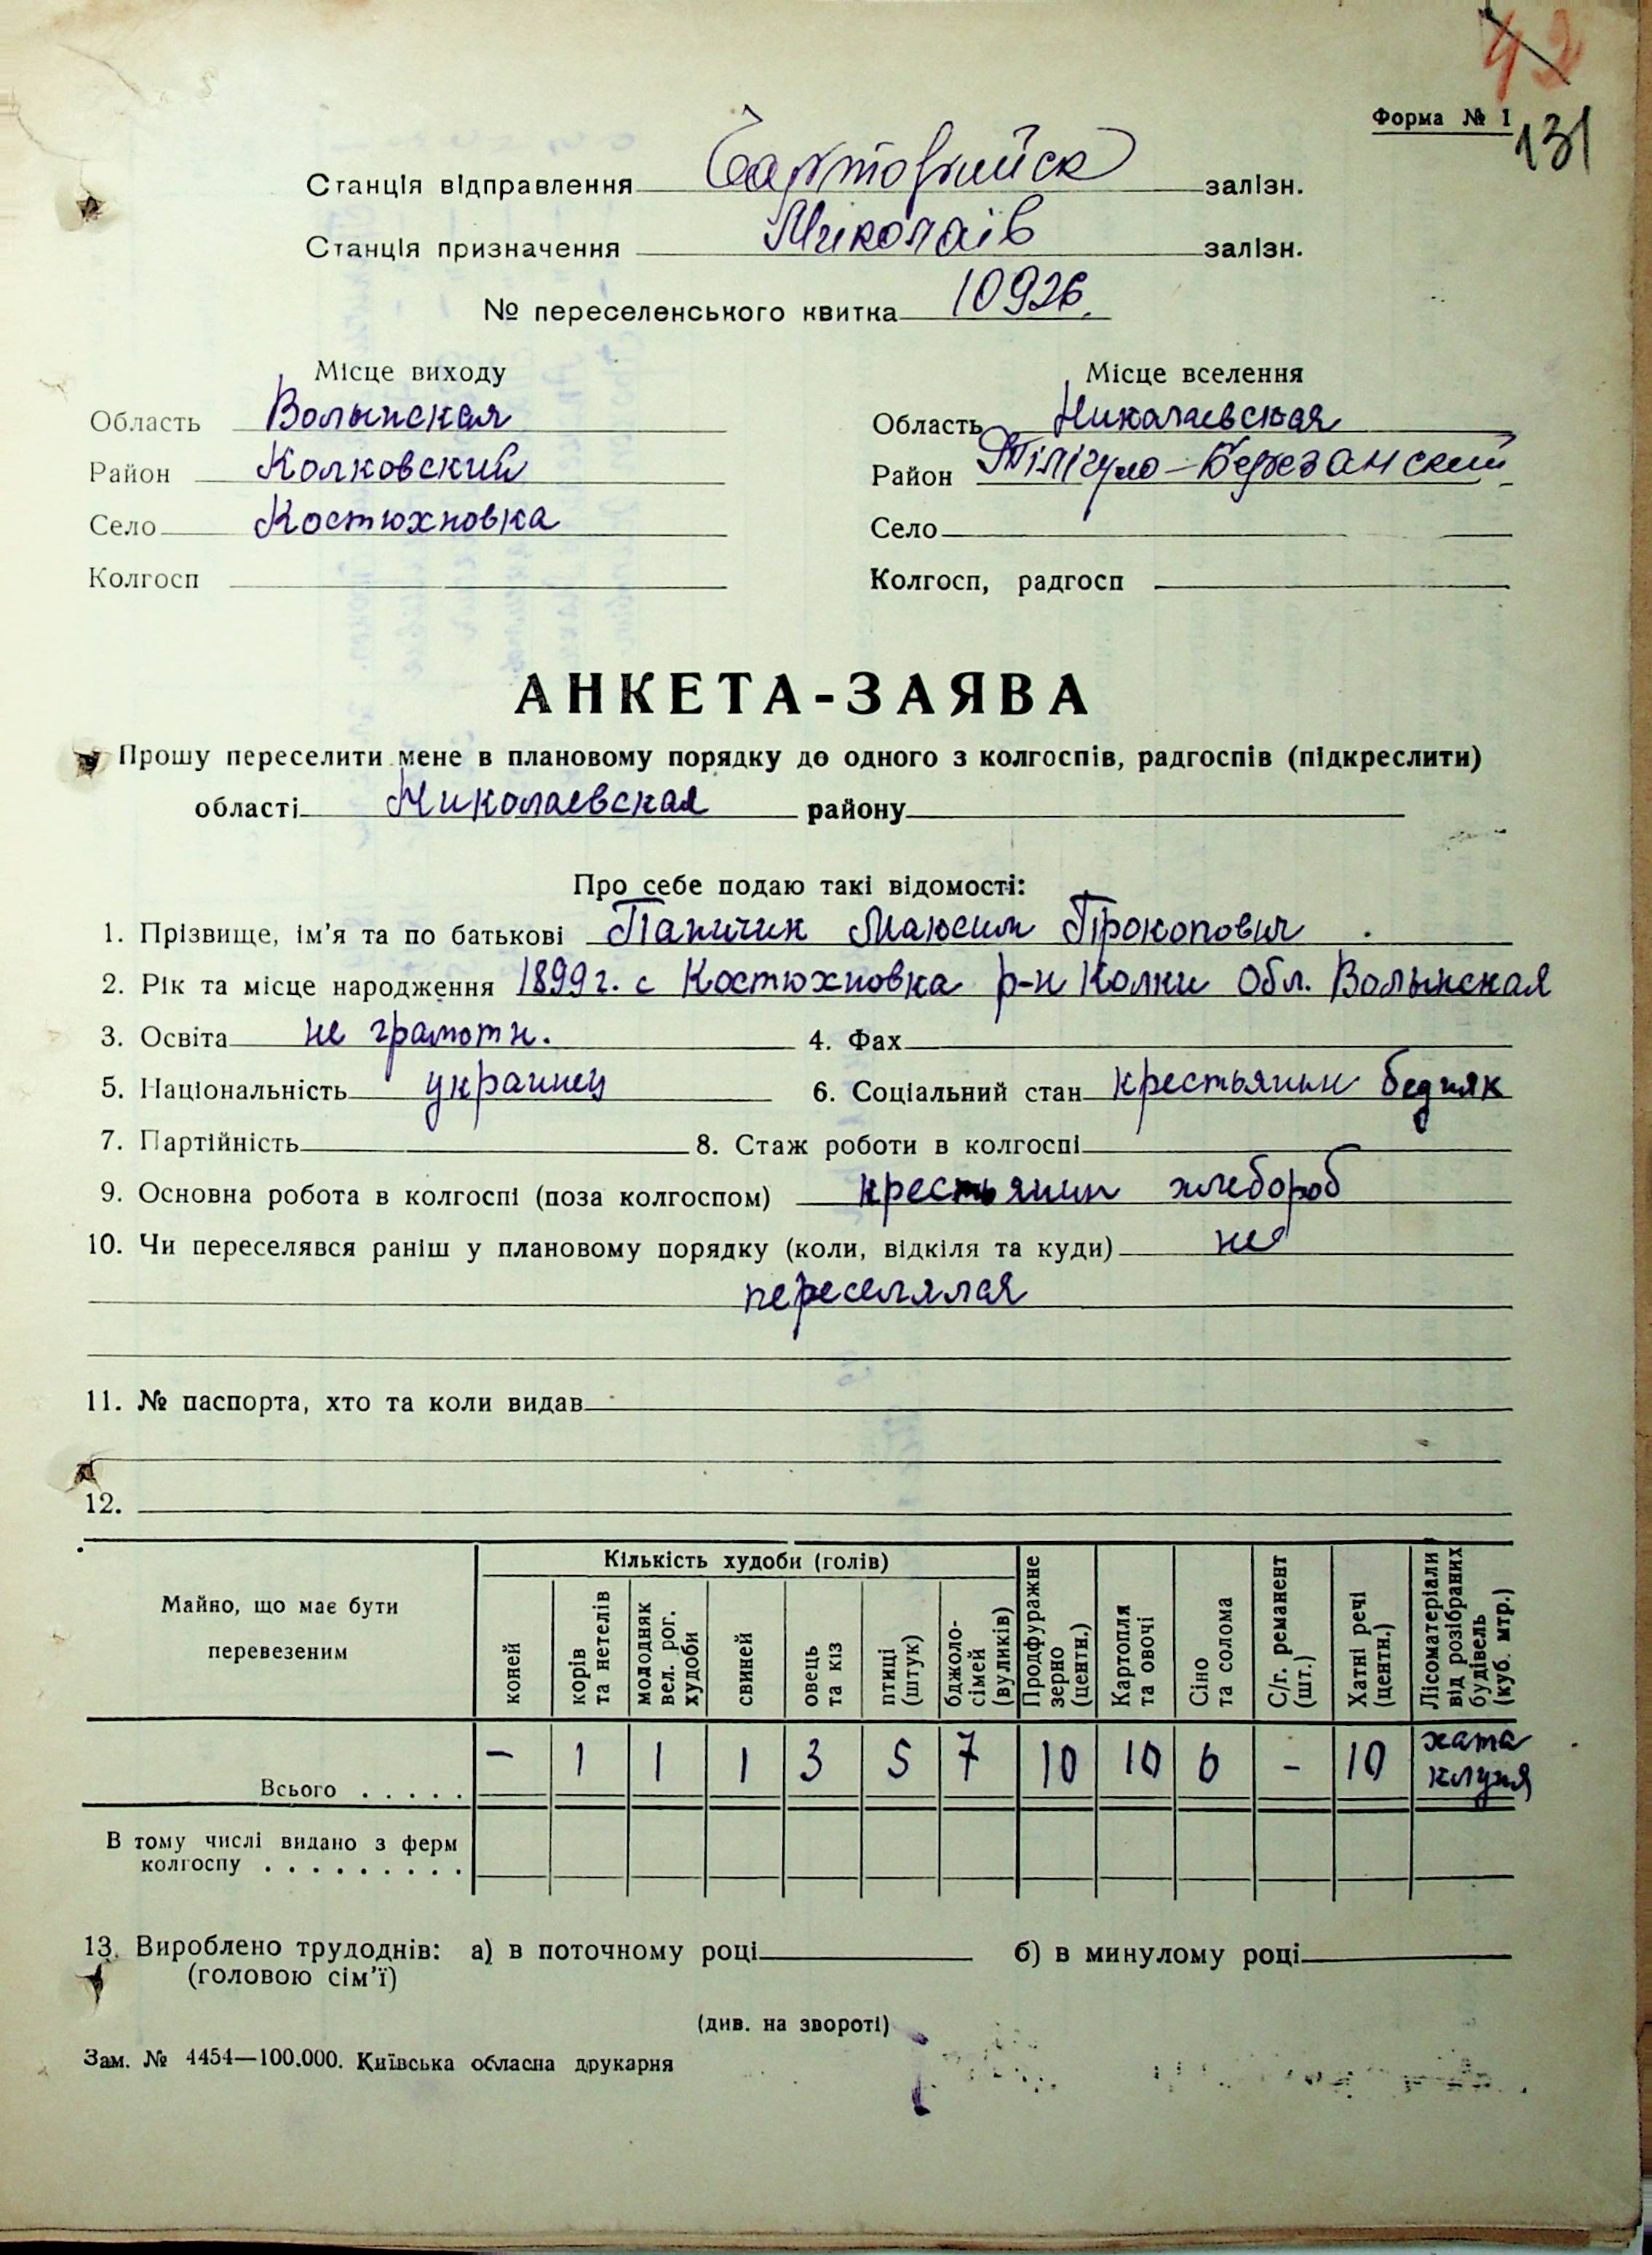 42
Форма № 1
131
Станція відправлення Чарторийск залізн.
Станція призначення Миколаів залізн.
№ переселенського квитка 10926.
Місце виходу Місце вселення
Область Волынская Область Николаевская
Район Колковский Район Тілігуло-Березанский
Село Костюхновка Село
Колгосп Колгосп, радгосп
АНКЕТА-ЗАЯВА
Прошу переселити мене в плановому порядку до одного з колгоспів, радгоспів (підкреслити)
області Николаевская району
Про себе подаю такі відомості:
1. Прізвище, ім'я та по батькові Максим Прокопович
2. Рік та місце народження 1899 г. с Костюхновка р-н Колки Обл. Волынская
3. Освіта не грамотн. 4. Фах
5. Національність украинец 6. Соціальний стан крестьянин бедняк
7. Партійність 8. Стаж роботи в колгоспі
9. Основна робота в колгоспі (поза колгоспом) крестьянин хлебороб
10. Чи переселявся раніш у плановому порядку (коли, відкіля та куди) не
переселялся
11. № паспорта, хто та коли видав
12.
Майно, що має бути перевезеним Кількість худоби (голів)
коней корів та нетелів молодняк вел. рог. худоби свиней овець та кіз птиці (штук) бджоло-сімей (вуликів) Продфуражне зерно (центн.) Картопля та овочі Сіно та солома С/г. реманент (шт.) Хатні речі (центн.) Лісоматеріали від розібраних будівель (куб. мтр.)
Всього . . . . . – 1 1 1 3 5 7 10 10 6 – 10 хата клуня
В тому числі видано з ферм
колгоспу . . . . . . . . .
13. Вироблено трудоднів: а) в поточному році б) в минулому році
(головою сім'ї)
(див. на звороті)
Зам. № 4454—100.000. Київська обласна друкарня